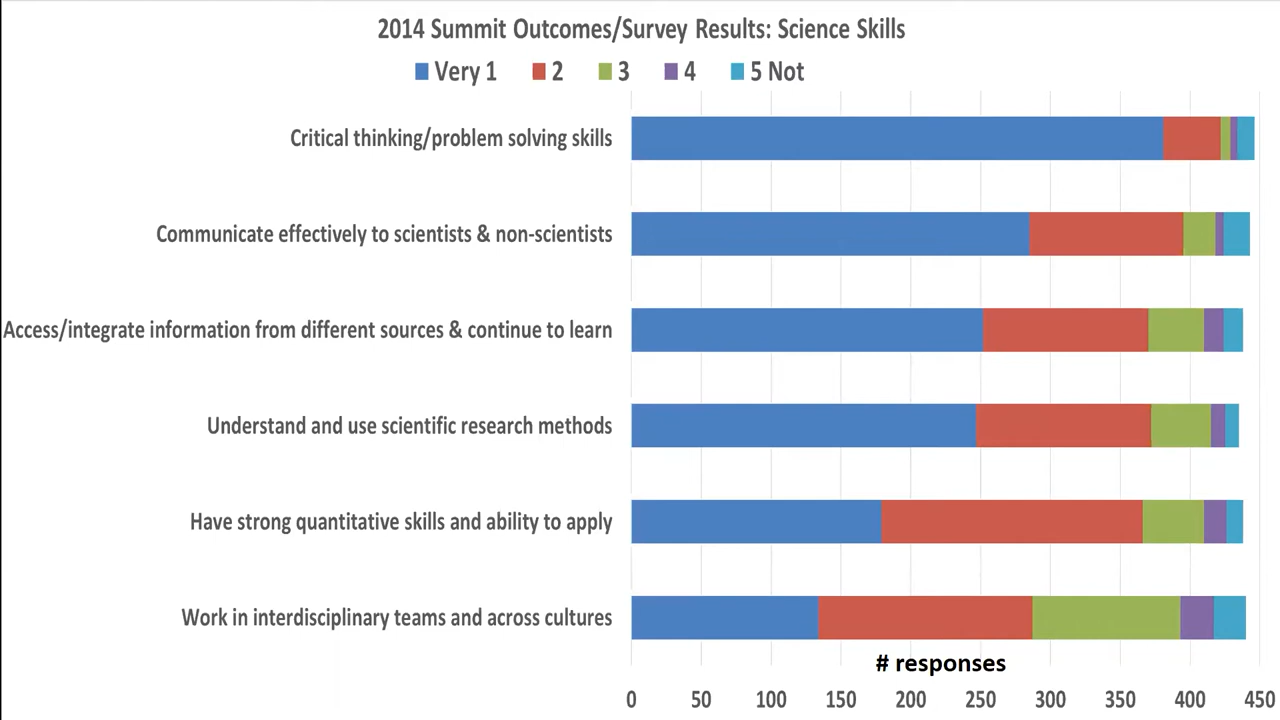 2014 Summit Outcomes/Survey Results: Science Skills
Very 1 2 3 4 5 Not
Critical thinking/problem solving skills
Communicate effectively to scientists & non-scientists
Access/integrate information from different sources & continue to learn
Understand and use scientific research methods
Have strong quantitative skills and ability to apply
Work in interdisciplinary teams and across cultures
# responses
0 50 100 150 200 250 300 350 400 450